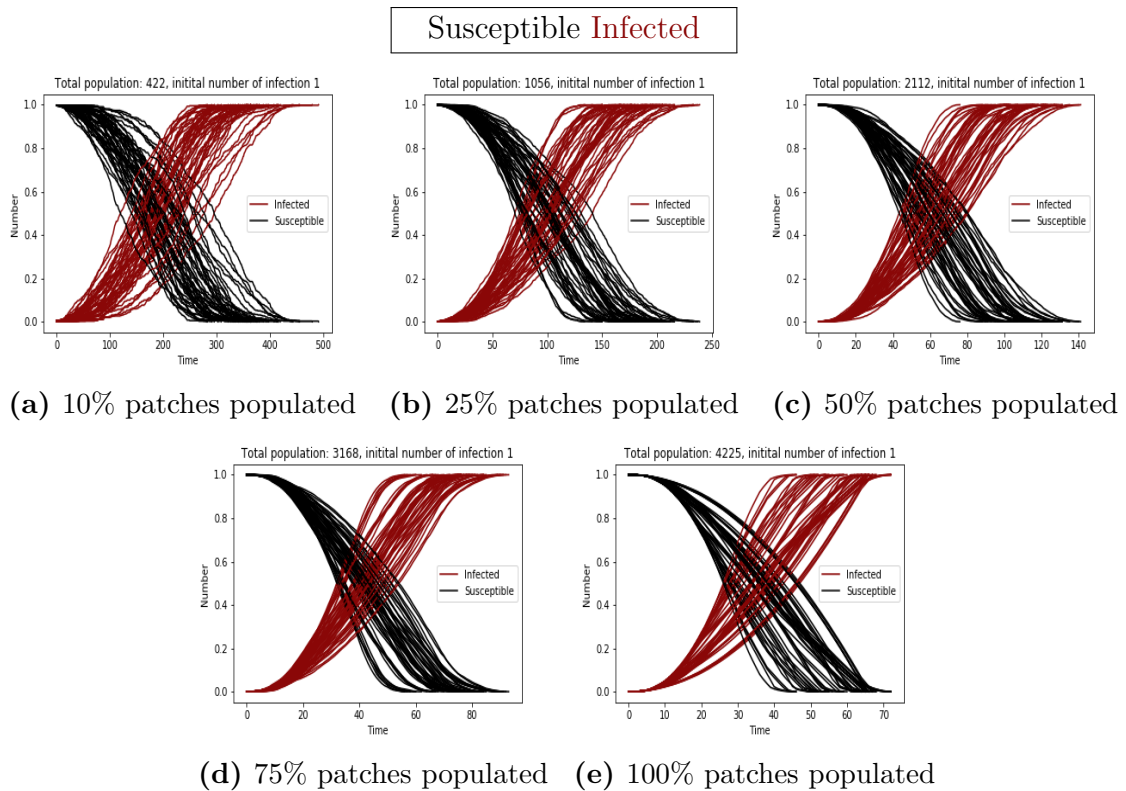 Susceptible Infected
Total population: 422, initital number of infection 1
Number
1.0
0.8
0.6
0.4
0.2
0.0
Infected
Susceptible
0 100 200 300 400 500
Time
(a) 10% patches populated
Total population: 1056, initital number of infection 1
Number
1.0
0.8
0.6
0.4
0.2
0.0
Infected
Susceptible
0 50 100 150 200 250
Time
(b) 25% patches populated
Total population: 2112, initital number of infection 1
Number
1.0
0.8
0.6
0.4
0.2
0.0
Infected
Susceptible
0 20 40 60 80 100 120 140
Time
(c) 50% patches populated
Total population: 3168, initital number of infection 1
Number
1.0
0.8
0.6
0.4
0.2
0.0
Infected
Susceptible
0 20 40 60 80
Time
(d) 75% patches populated
Total population: 4225, initital number of infection 1
Number
1.0
0.8
0.6
0.4
0.2
0.0
Infected
Susceptible
0 10 20 30 40 50 60 70
Time
(e) 100% patches populated